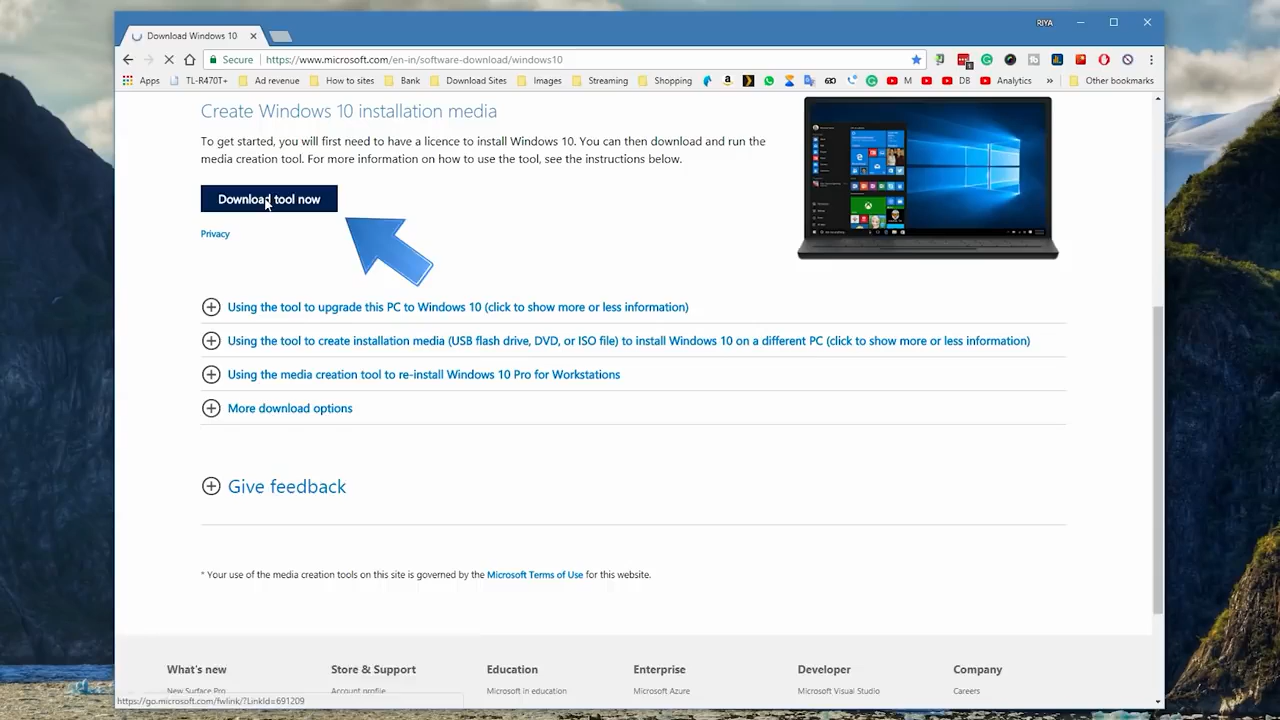 RIYA
Download Windows 10
Secure https://www.microsoft.com/en-in/software-download/windows10
Apps TL-R470T+ Ad revenue How to sites Bank Download Sites Images Streaming Shopping M DB Analytics » Other bookmarks
Create Windows 10 installation media
To get started, you will first need to have a licence to install Windows 10. You can then download and run the
media creation tool. For more information on how to use the tool, see the instructions below.
Download tool now
Privacy
Using the tool to upgrade this PC to Windows 10 (click to show more or less information)
Using the tool to create installation media (USB flash drive, DVD, or ISO file) to install Windows 10 on a different PC (click to show more or less information)
Using the media creation tool to re-install Windows 10 Pro for Workstations
More download options
Give feedback
* Your use of the media creation tools on this site is governed by the Microsoft Terms of Use for this website.
What's new Store & Support Education Enterprise Developer Company
New Surface Pro Account profile Microsoft in education Microsoft Azure Microsoft Visual Studio Careers
https://go.microsoft.com/fwlink/?LinkId=691209